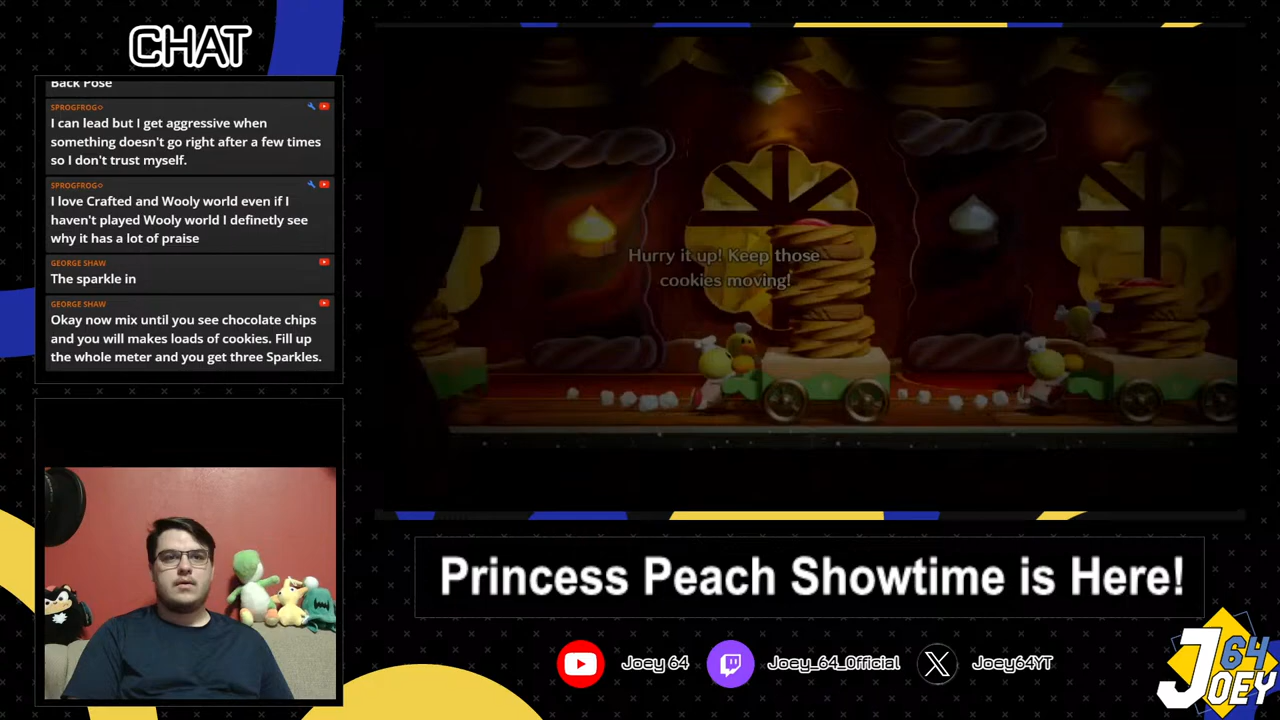 CHAT
Back Pose
SPROGFROG
I can lead but I get aggressive when
something doesn't go right after a few times
so I don't trust myself.
SPROGFROG
I love Crafted and Wooly world even if I
haven't played Wooly world I definetly see
why it has a lot of praise
GEORGE SHAW
The sparkle in
GEORGE SHAW
Okay now mix until you see chocolate chips
and you will makes loads of cookies. Fill up
the whole meter and you get three Sparkles.
Hurry it up! Keep those
cookies moving!
Princess Peach Showtime is Here!
Joey 64
Joey_64_Official
Joey64YT
64
JOEY